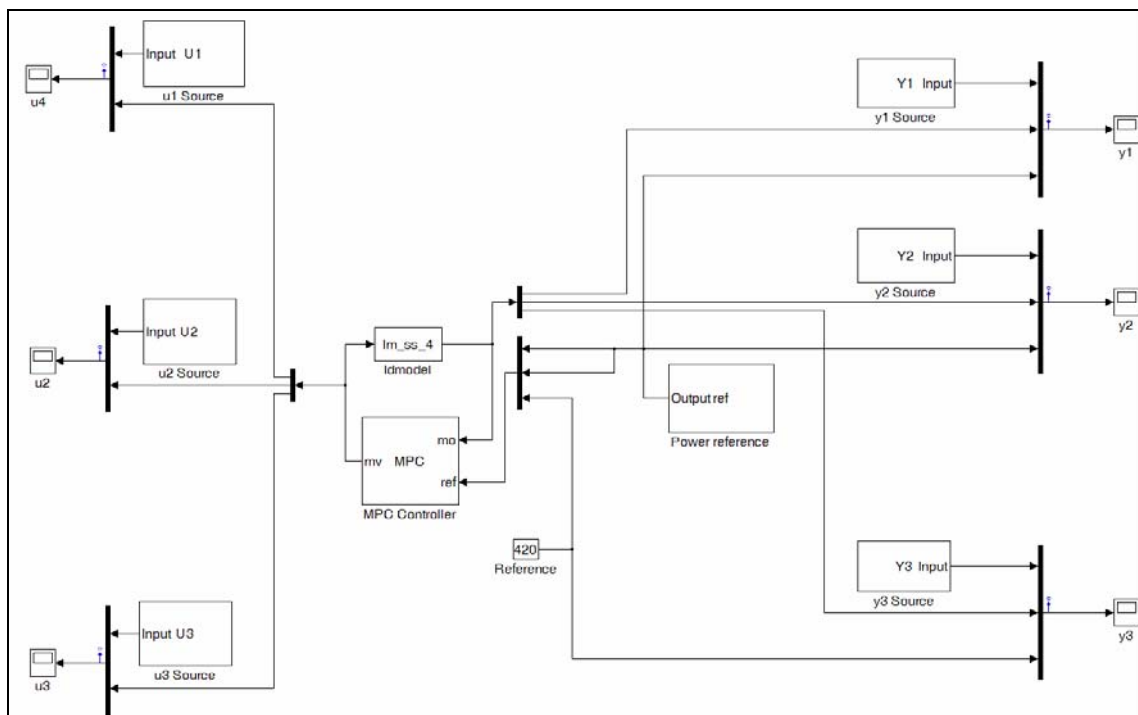 Input U1
u1 Source
u4
Y1 Input
y1 Source
y1
Y2 Input
y2 Source
y2
Input U2
u2 Source
u2
Im_ss_4
Idmodel
Output ref
Power reference
mo
mv
MPC
ref
MPC Controller
420
Reference
Y3 Input
y3 Source
y3
Input U3
u3 Source
u3